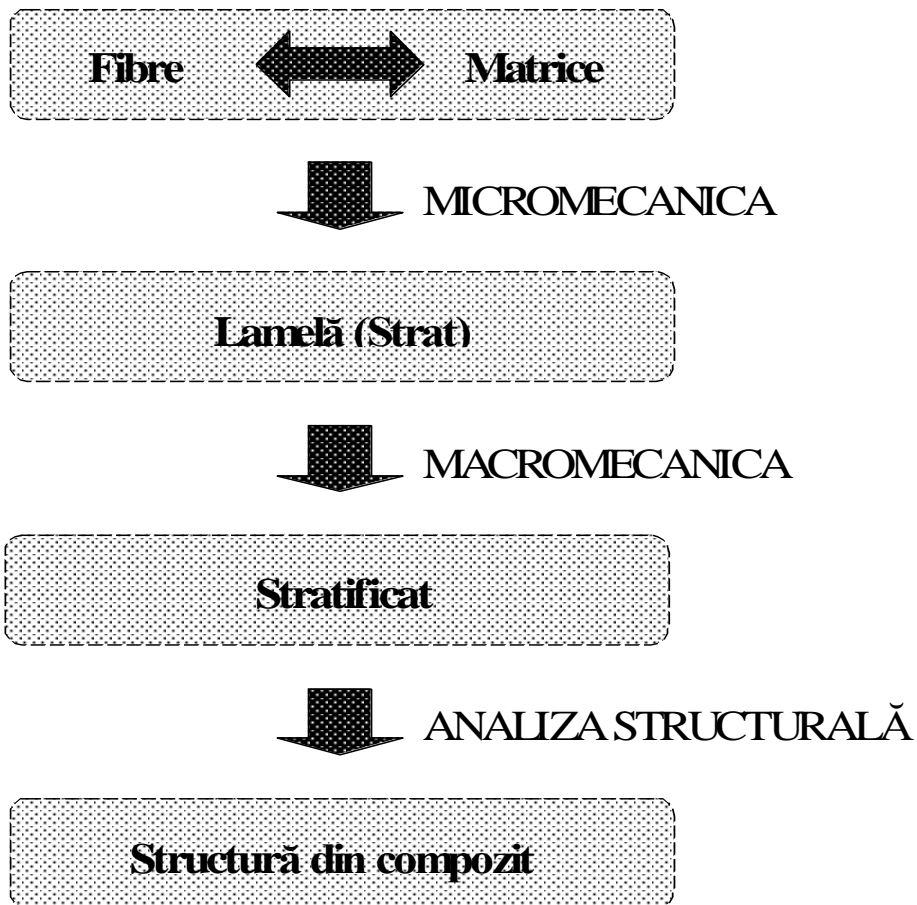 Fibre Matrice
MICROMECANICA
Lamelă (Strat)
MACROMECANICA
Stratificat
ANALIZA STRUCTURALĂ
Structură din compozit